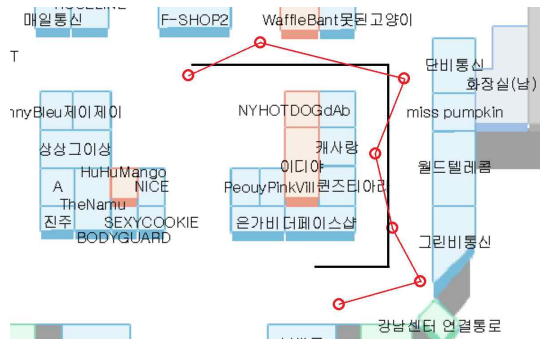 매일통신
F-SHOP2
WaffleBant못된고양이
단비통신
화장실(남)
T
nnyBleu제이제이
NYHOTDOGdAb
miss pumpkin
상상그이상
캐사랑
이디야
월드텔레콤
HuHuMango
A
NICE
PeouyPinkVill퀸즈티아라
TheNamu
진주
SEXYCOOKIE
은가비더페이스샵
BODYGUARD
그린비통신
강남센터 연결통로